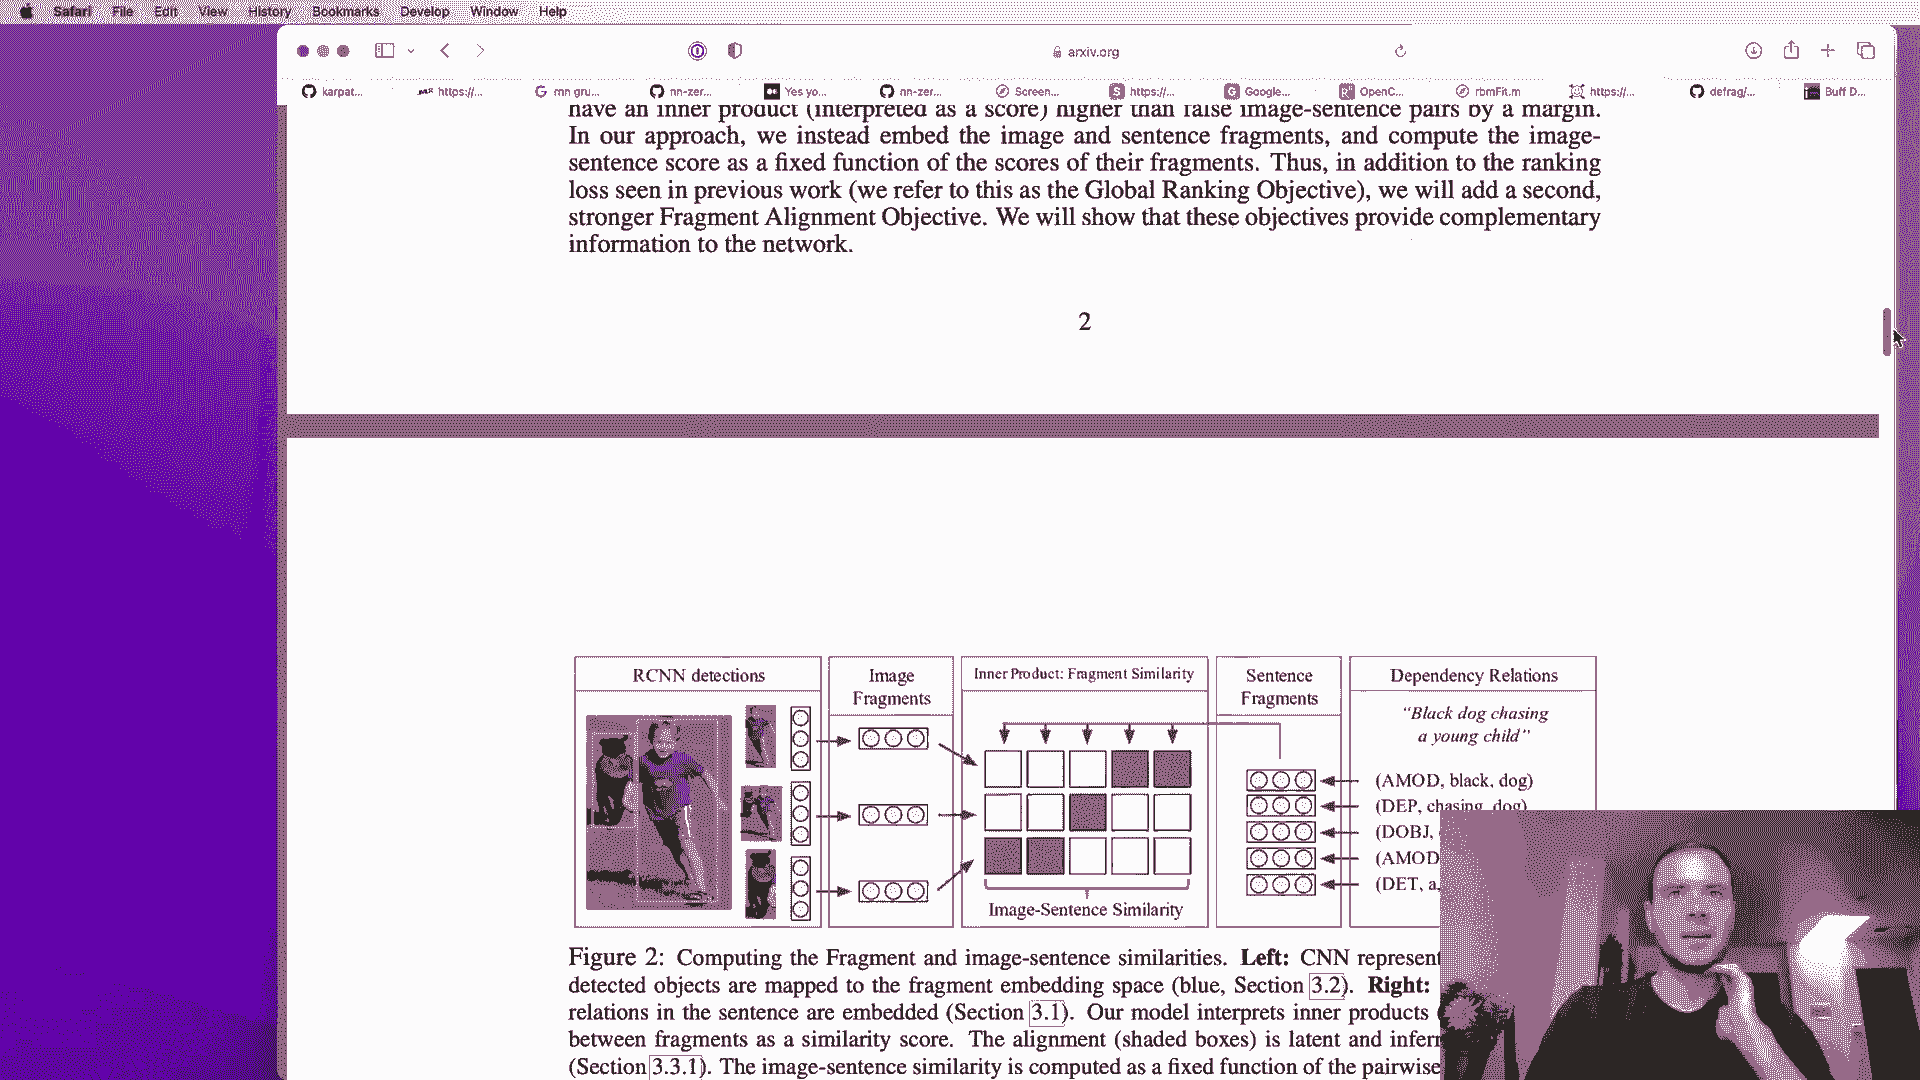 Safari File Edit View History Bookmarks Develop Window Help
arxiv.org
karpat... https://... rnn gru... nn-zer... Yes yo... nn-zer... Screen... https://... Google... OpenC... rbmFit.m https://... defrag/... Buff D...
have an inner product (interpreted as a score) higher than false image-sentence pairs by a margin.
In our approach, we instead embed the image and sentence fragments, and compute the image-
sentence score as a fixed function of the scores of their fragments. Thus, in addition to the ranking
loss seen in previous work (we refer to this as the Global Ranking Objective), we will add a second,
stronger Fragment Alignment Objective. We will show that these objectives provide complementary
information to the network.
2
RCNN detections
Image
Fragments
Inner Product: Fragment Similarity
Image-Sentence Similarity
Sentence
Fragments
Dependency Relations
“Black dog chasing
a young child”
(AMOD, black, dog)
(DEP, chasing, dog)
(DOBJ,
(AMOD
(DET, a,
Figure 2: Computing the Fragment and image-sentence similarities. Left: CNN represent
detected objects are mapped to the fragment embedding space (blue, Section 3.2). Right:
relations in the sentence are embedded (Section 3.1). Our model interprets inner products
between fragments as a similarity score. The alignment (shaded boxes) is latent and inferr
(Section 3.3.1). The image-sentence similarity is computed as a fixed function of the pairwise